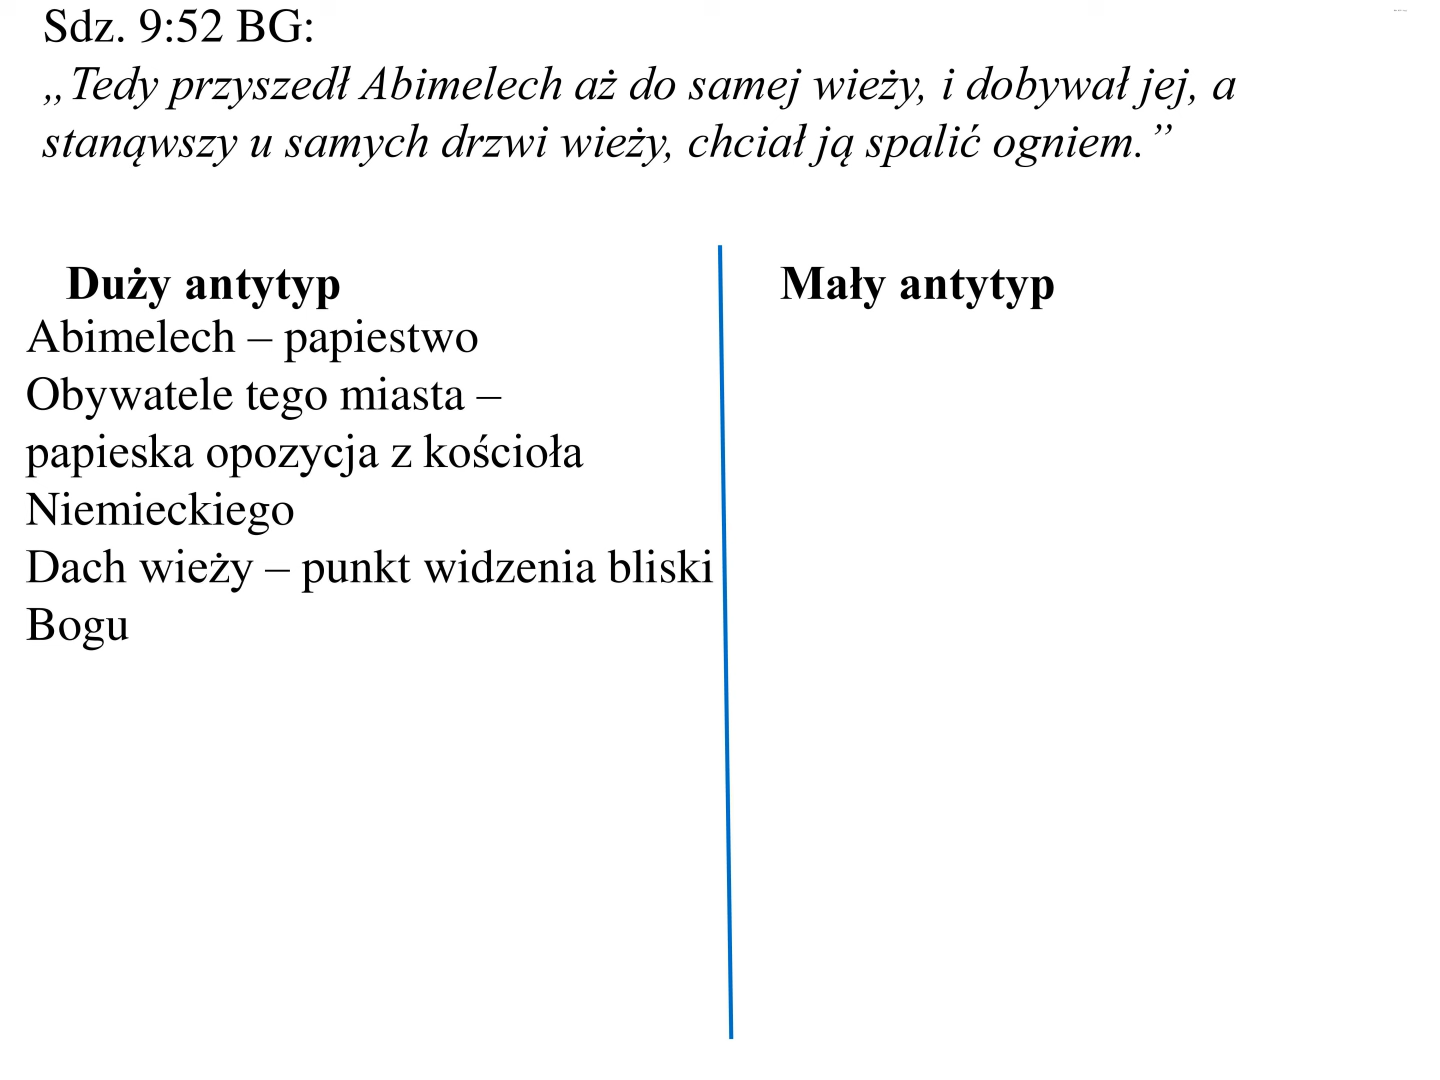 Sdz. 9:52 BG:
„Tedy przyszedł Abimelech aż do samej wieży, i dobywał jej, a
stanąwszy u samych drzwi wieży, chciał ją spalić ogniem.”
Duży antytyp
Abimelech – papiestwo
Obywatele tego miasta –
papieska opozycja z kościoła
Niemieckiego
Dach wieży – punkt widzenia bliski
Bogu
Mały antytyp